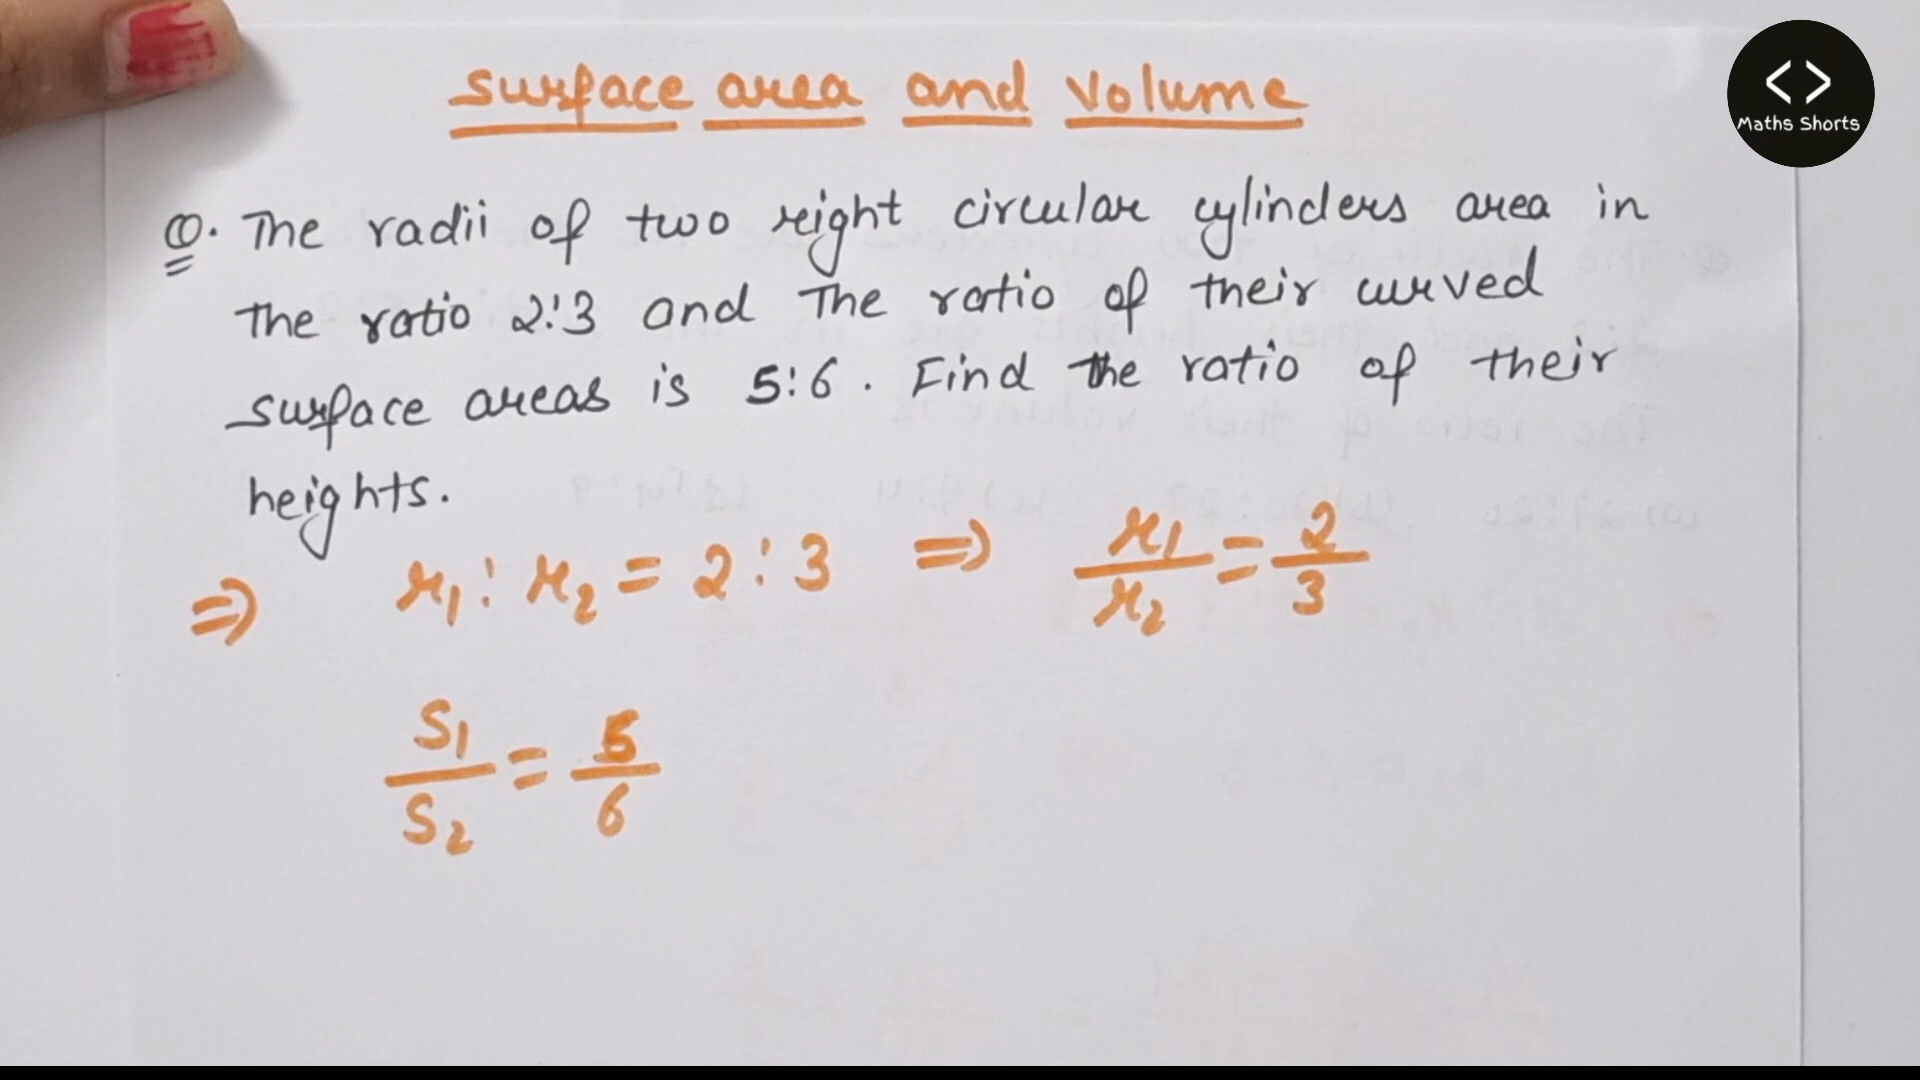 surface area and Volume
<>
Maths Shorts
Q. The radii of two right circular cylinders area in
the ratio 2:3 and The ratio of their curved
surface areas is 5:6. Find the ratio of their
heights.
⇒ r₁ : r₂ = 2 : 3 ⇒ r₁/r₂ = 2/3
S₁/S₂ = 5/6